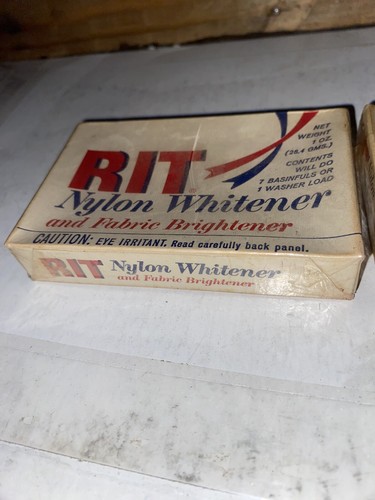 RIT
Nylon Whitener
and Fabric Brightener
NET
WEIGHT
1 OZ.
(28.4 GMS.)
CONTENTS
WILL DO
7 BASINFULS OR
1 WASHER LOAD
CAUTION: EYE IRRITANT. Read carefully back panel.
RIT Nylon Whitener
and Fabric Brightener